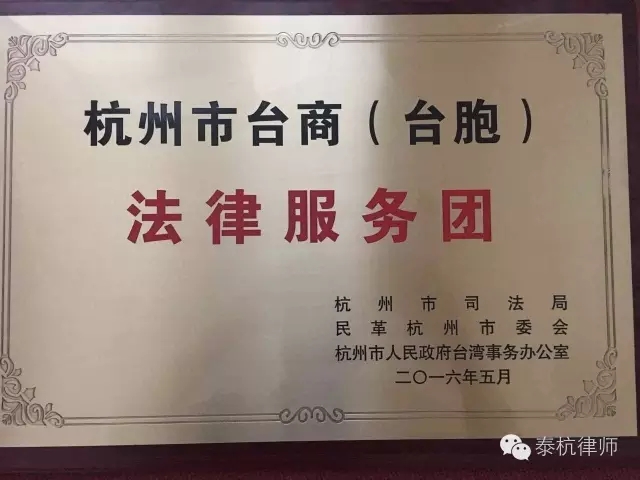 杭州市台商（台胞）
法律服务团
杭州市司法局
民革杭州市委会
杭州市人民政府台湾事务办公室
二〇一六年五月
泰杭律师